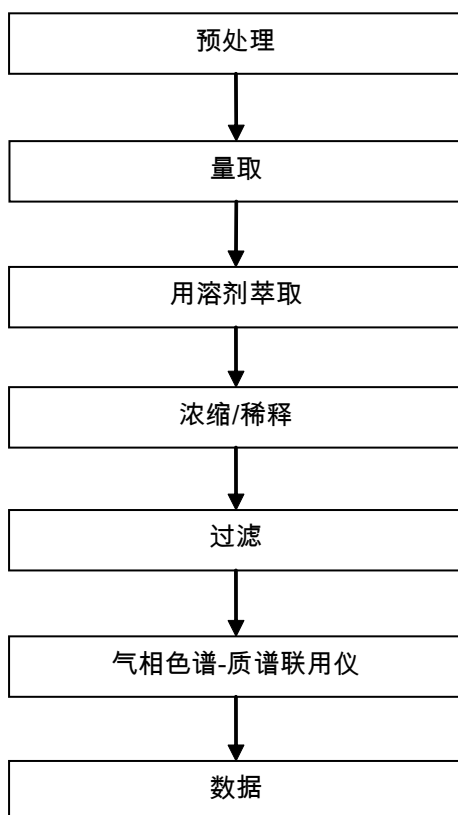 预处理
量取
用溶剂萃取
浓缩/稀释
过滤
气相色谱-质谱联用仪
数据